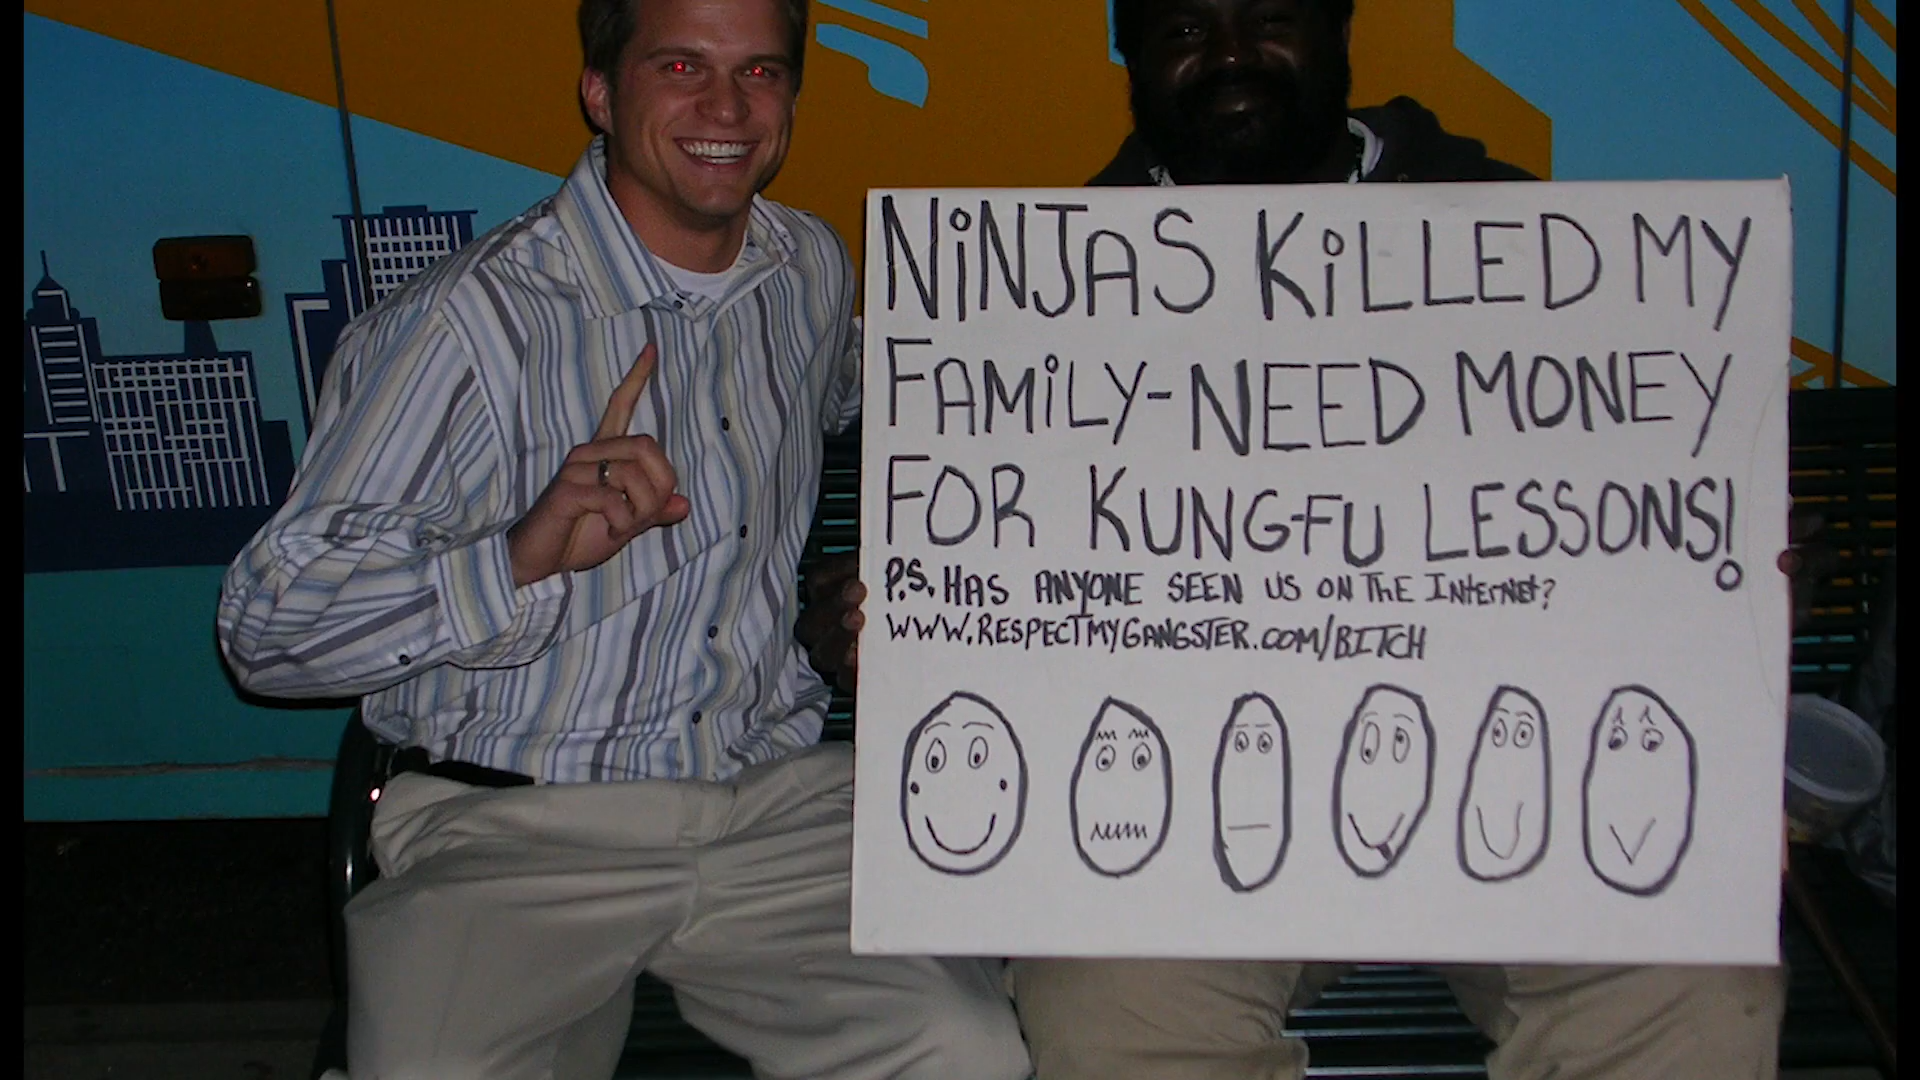 NiNJAS KiLLED MY
FAMiLY-NEED MONEY
FOR KUNG-FU LESSONS!
P.S. HAS ANYONE SEEN US ON THE INtERNEt?
WWW.RESPECTMYGANGSTER.COM/BITCH